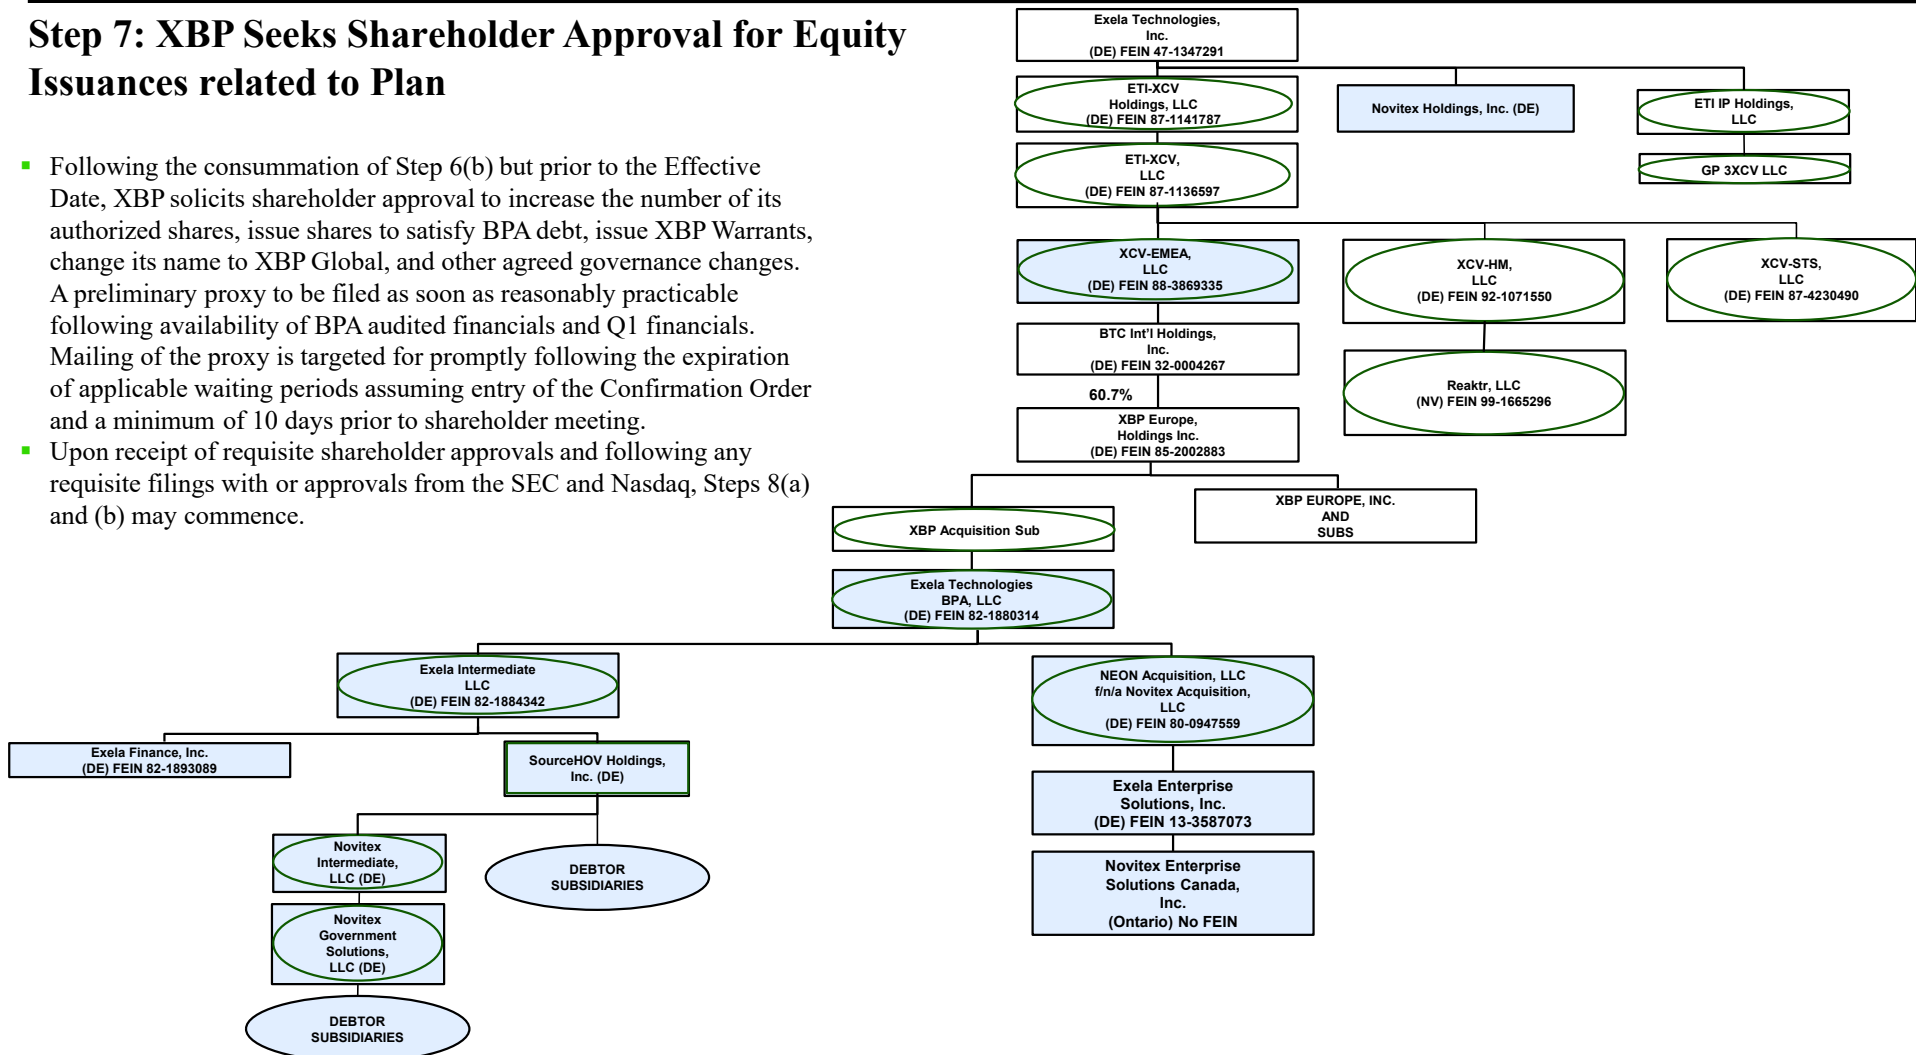 Step 7: XBP Seeks Shareholder Approval for Equity
Issuances related to Plan
▪ Following the consummation of Step 6(b) but prior to the Effective
Date, XBP solicits shareholder approval to increase the number of its
authorized shares, issue shares to satisfy BPA debt, issue XBP Warrants,
change its name to XBP Global, and other agreed governance changes.
A preliminary proxy to be filed as soon as reasonably practicable
following availability of BPA audited financials and Q1 financials.
Mailing of the proxy is targeted for promptly following the expiration
of applicable waiting periods assuming entry of the Confirmation Order
and a minimum of 10 days prior to shareholder meeting.
▪ Upon receipt of requisite shareholder approvals and following any
requisite filings with or approvals from the SEC and Nasdaq, Steps 8(a)
and (b) may commence.
Exela Technologies,
Inc.
(DE) FEIN 47-1347291
ETI-XCV
Holdings, LLC
(DE) FEIN 87-1141787
Novitex Holdings, Inc. (DE)
ETI IP Holdings,
LLC
ETI-XCV,
LLC
(DE) FEIN 87-1136597
GP 3XCV LLC
XCV-EMEA,
LLC
(DE) FEIN 88-3869335
XCV-HM,
LLC
(DE) FEIN 92-1071550
XCV-STS,
LLC
(DE) FEIN 87-4230490
BTC Int'l Holdings,
Inc.
(DE) FEIN 32-0004267
Reaktr, LLC
(NV) FEIN 99-1665296
60.7%
XBP Europe,
Holdings Inc.
(DE) FEIN 85-2002883
XBP Acquisition Sub
XBP EUROPE, INC.
AND
SUBS
Exela Technologies
BPA, LLC
(DE) FEIN 82-1880314
Exela Intermediate
LLC
(DE) FEIN 82-1884342
NEON Acquisition, LLC
f/n/a Novitex Acquisition,
LLC
(DE) FEIN 80-0947559
Exela Finance, Inc.
(DE) FEIN 82-1893089
SourceHOV Holdings,
Inc. (DE)
Exela Enterprise
Solutions, Inc.
(DE) FEIN 13-3587073
Novitex
Intermediate,
LLC (DE)
DEBTOR
SUBSIDIARIES
Novitex Enterprise
Solutions Canada,
Inc.
(Ontario) No FEIN
Novitex
Government
Solutions,
LLC (DE)
DEBTOR
SUBSIDIARIES